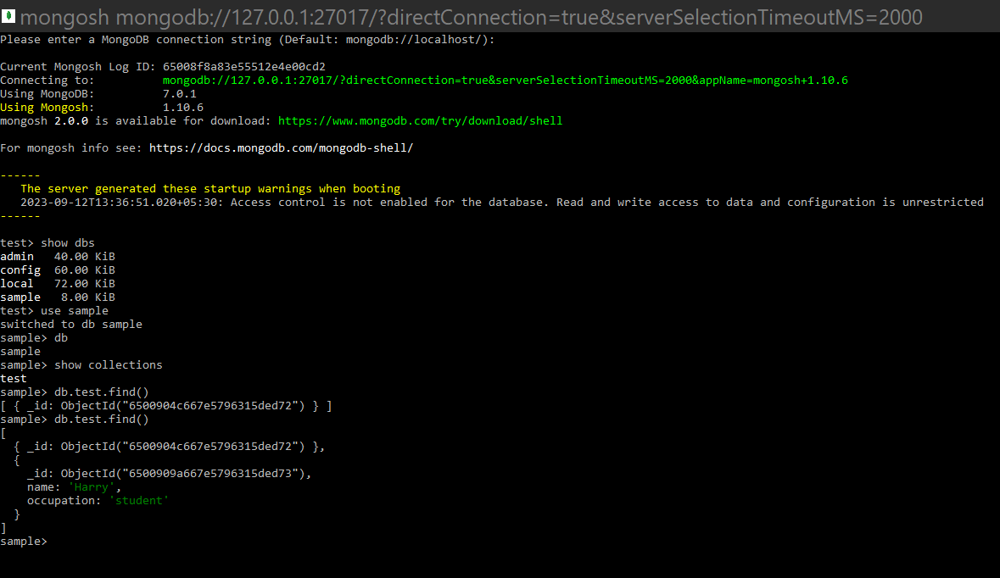 mongosh mongodb://127.0.0.1:27017/?directConnection=true&serverSelectionTimeoutMS=2000
Please enter a MongoDB connection string (Default: mongodb://localhost/):
Current Mongosh Log ID: 65008f8a83e55512e4e00cd2
Connecting to:          mongodb://127.0.0.1:27017/?directConnection=true&serverSelectionTimeoutMS=2000&appName=mongosh+1.10.6
Using MongoDB:          7.0.1
Using Mongosh:          1.10.6
mongosh 2.0.0 is available for download: https://www.mongodb.com/try/download/shell
For mongosh info see: https://docs.mongodb.com/mongodb-shell/
------
   The server generated these startup warnings when booting
   2023-09-12T13:36:51.020+05:30: Access control is not enabled for the database. Read and write access to data and configuration is unrestricted
------
test> show dbs
admin   40.00 KiB
config  60.00 KiB
local   72.00 KiB
sample   8.00 KiB
test> use sample
switched to db sample
sample> db
sample
sample> show collections
test
sample> db.test.find()
[ { _id: ObjectId("6500904c667e5796315ded72") } ]
sample> db.test.find()
[
  { _id: ObjectId("6500904c667e5796315ded72") },
  {
    _id: ObjectId("6500909a667e5796315ded73"),
    name: 'Harry',
    occupation: 'student'
  }
]
sample>